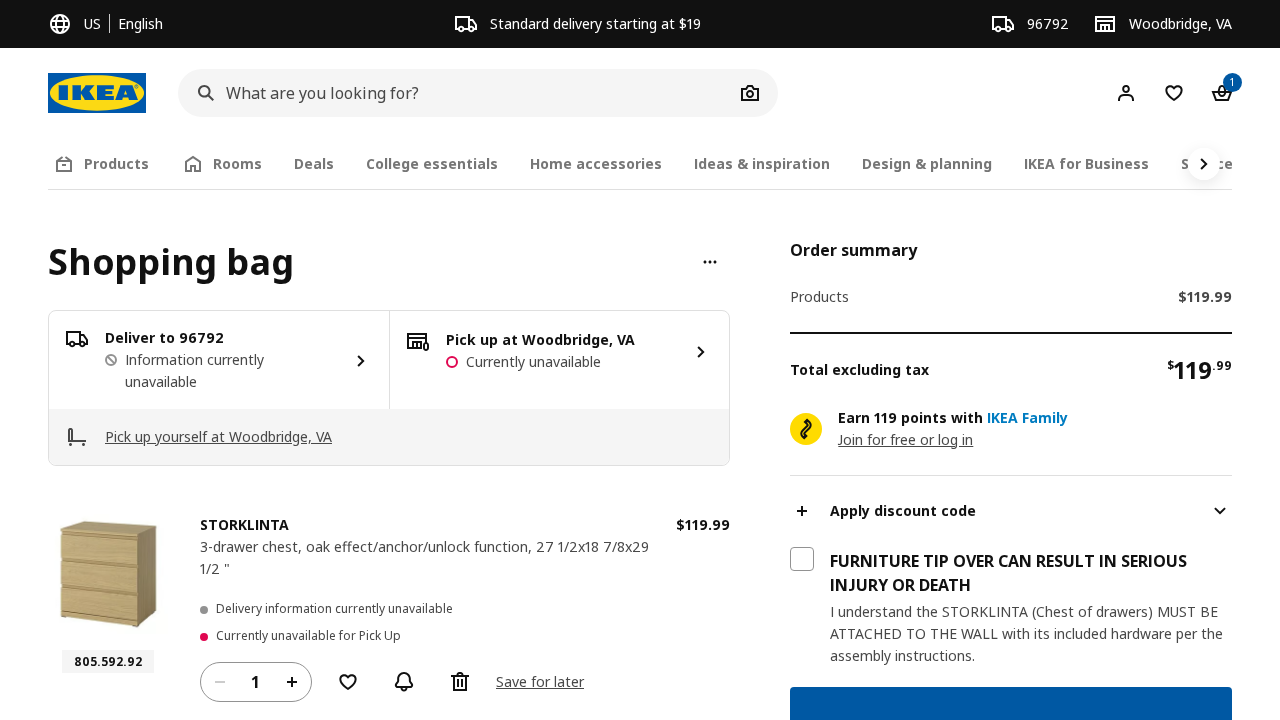 US
English
Standard delivery starting at $19
96792
Woodbridge, VA
IKEA
What are you looking for?
1
Products
Rooms
Deals
College essentials
Home accessories
Ideas & inspiration
Design & planning
IKEA for Business
Shopping bag
Deliver to 96792
Information currently
unavailable
Pick up at Woodbridge, VA
Currently unavailable
Pick up yourself at Woodbridge, VA
STORKLINTA
$119.99
3-drawer chest, oak effect/anchor/unlock function, 27 1/2x18 7/8x29
1/2 "
Delivery information currently unavailable
Currently unavailable for Pick Up
805.592.92
1
Save for later
Order summary
Products
$119.99
Total excluding tax
$119.99
Earn 119 points with IKEA Family
Join for free or log in
Apply discount code
FURNITURE TIP OVER CAN RESULT IN SERIOUS
INJURY OR DEATH
I understand the STORKLINTA (Chest of drawers) MUST BE
ATTACHED TO THE WALL with its included hardware per the
assembly instructions.